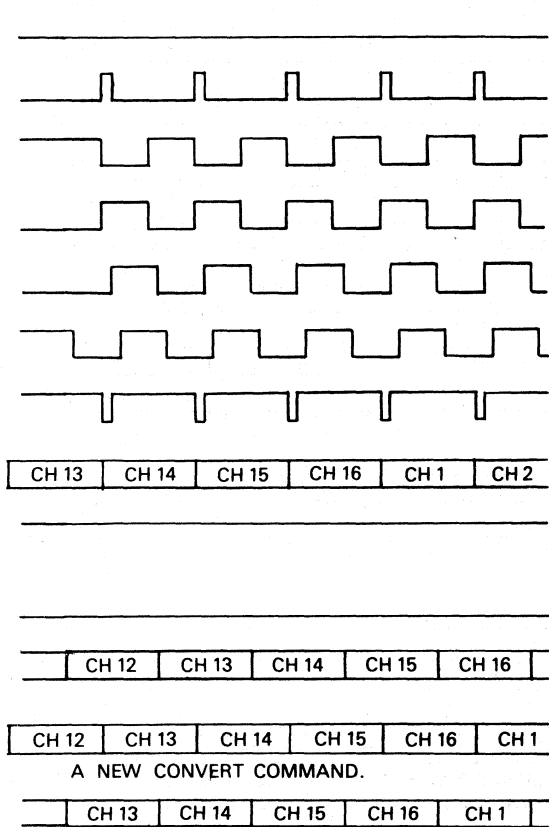 CH 13 CH 14 CH 15 CH 16 CH 1 CH 2
CH 12 CH 13 CH 14 CH 15 CH 16
CH 12 CH 13 CH 14 CH 15 CH 16 CH 1
A NEW CONVERT COMMAND.
CH 13 CH 14 CH 15 CH 16 CH 1